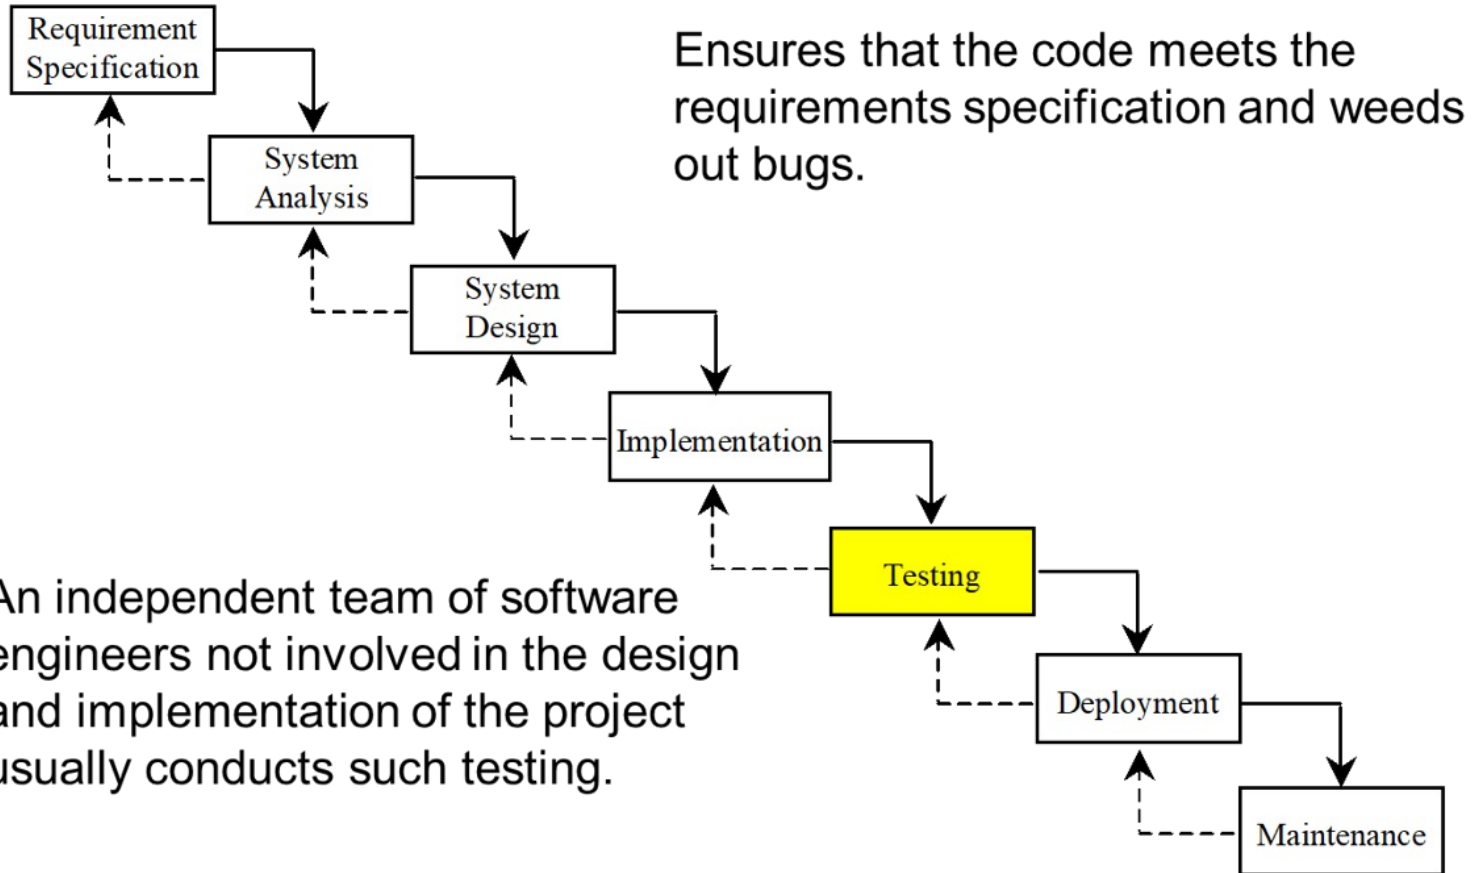 Requirement
Specification
Ensures that the code meets the
requirements specification and weeds
out bugs.
System
Analysis
System
Design
Implementation
Testing
An independent team of software
engineers not involved in the design
and implementation of the project
usually conducts such testing.
Deployment
Maintenance